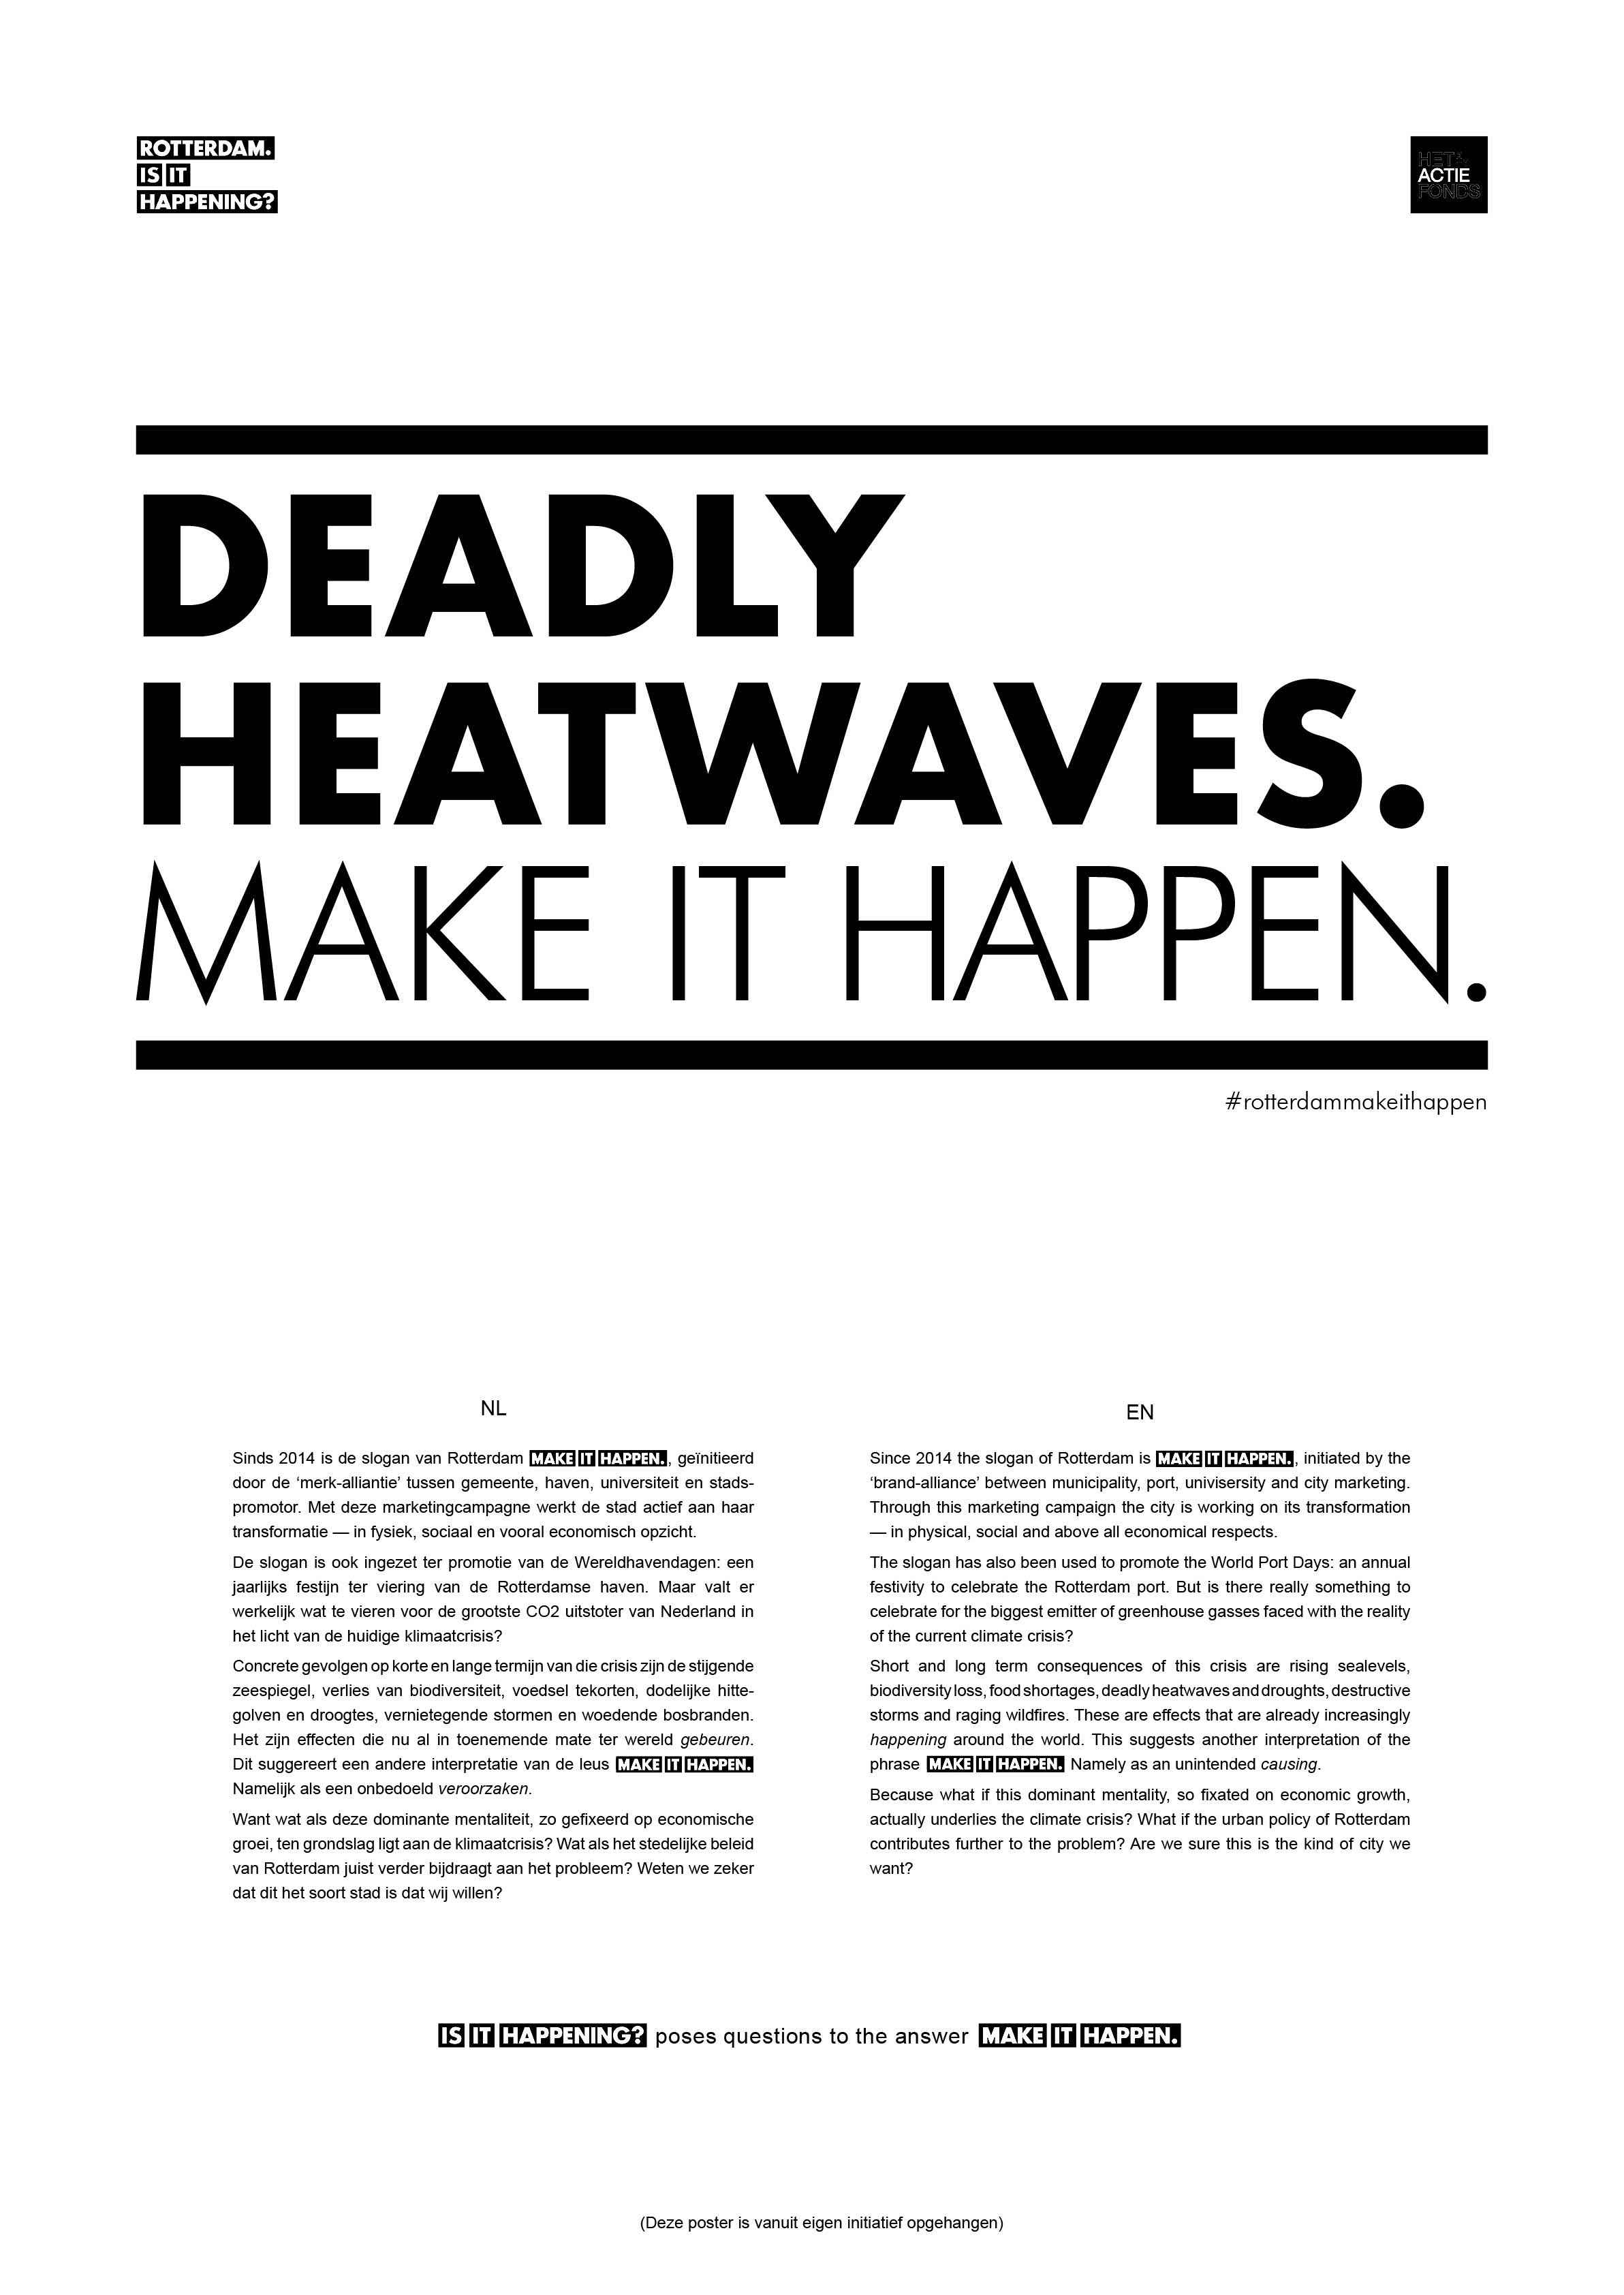 ROTTERDAM.
IS IT
HAPPENING?
HET
ACTIE
FONDS
DEADLY
HEATWAVES.
MAKE IT HAPPEN.
#rotterdammakeithappen
NL
Sinds 2014 is de slogan van Rotterdam MAKE IT HAPPEN., geïnitieerd
door de ‘merk-alliantie’ tussen gemeente, haven, universiteit en stads-
promotor. Met deze marketingcampagne werkt de stad actief aan haar
transformatie — in fysiek, sociaal en vooral economisch opzicht.
De slogan is ook ingezet ter promotie van de Wereldhavendagen: een
jaarlijks festijn ter viering van de Rotterdamse haven. Maar valt er
werkelijk wat te vieren voor de grootste CO2 uitstoter van Nederland in
het licht van de huidige klimaatcrisis?
Concrete gevolgen op korte en lange termijn van die crisis zijn de stijgende
zeespiegel, verlies van biodiversiteit, voedsel tekorten, dodelijke hitte-
golven en droogtes, vernietegende stormen en woedende bosbranden.
Het zijn effecten die nu al in toenemende mate ter wereld gebeuren.
Dit suggereert een andere interpretatie van de leus MAKE IT HAPPEN.
Namelijk als een onbedoeld veroorzaken.
Want wat als deze dominante mentaliteit, zo gefixeerd op economische
groei, ten grondslag ligt aan de klimaatcrisis? Wat als het stedelijke beleid
van Rotterdam juist verder bijdraagt aan het probleem? Weten we zeker
dat dit het soort stad is dat wij willen?
EN
Since 2014 the slogan of Rotterdam is MAKE IT HAPPEN., initiated by the
‘brand-alliance’ between municipality, port, univisersity and city marketing.
Through this marketing campaign the city is working on its transformation
— in physical, social and above all economical respects.
The slogan has also been used to promote the World Port Days: an annual
festivity to celebrate the Rotterdam port. But is there really something to
celebrate for the biggest emitter of greenhouse gasses faced with the reality
of the current climate crisis?
Short and long term consequences of this crisis are rising sealevels,
biodiversity loss, food shortages, deadly heatwaves and droughts, destructive
storms and raging wildfires. These are effects that are already increasingly
happening around the world. This suggests another interpretation of the
phrase MAKE IT HAPPEN. Namely as an unintended causing.
Because what if this dominant mentality, so fixated on economic growth,
actually underlies the climate crisis? What if the urban policy of Rotterdam
contributes further to the problem? Are we sure this is the kind of city we
want?
IS IT HAPPENING? poses questions to the answer MAKE IT HAPPEN.
(Deze poster is vanuit eigen initiatief opgehangen)